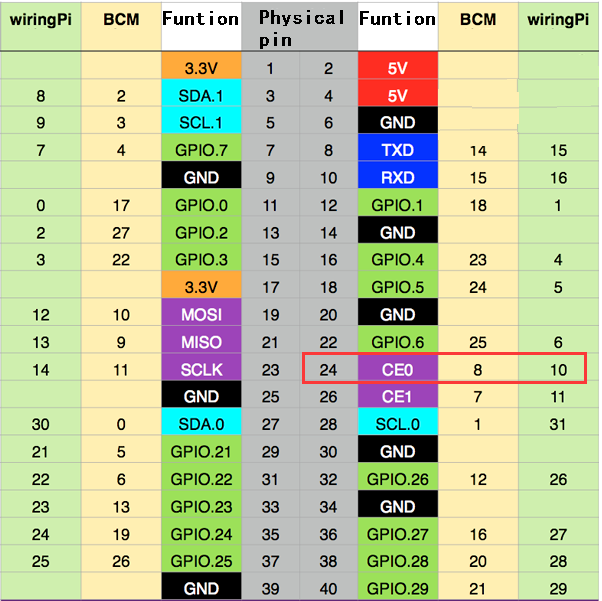 wiringPi BCM Funtion Physical pin Funtion BCM wiringPi
3.3V 1 2 5V
8 2 SDA.1 3 4 5V
9 3 SCL.1 5 6 GND
7 4 GPIO.7 7 8 TXD 14 15
GND 9 10 RXD 15 16
0 17 GPIO.0 11 12 GPIO.1 18 1
2 27 GPIO.2 13 14 GND
3 22 GPIO.3 15 16 GPIO.4 23 4
3.3V 17 18 GPIO.5 24 5
12 10 MOSI 19 20 GND
13 9 MISO 21 22 GPIO.6 25 6
14 11 SCLK 23 24 CE0 8 10
GND 25 26 CE1 7 11
30 0 SDA.0 27 28 SCL.0 1 31
21 5 GPIO.21 29 30 GND
22 6 GPIO.22 31 32 GPIO.26 12 26
23 13 GPIO.23 33 34 GND
24 19 GPIO.24 35 36 GPIO.27 16 27
25 26 GPIO.25 37 38 GPIO.28 20 28
GND 39 40 GPIO.29 21 29